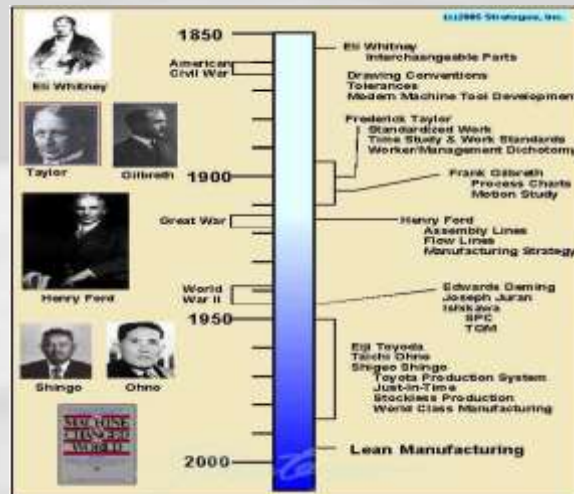 (c)2005 Strategos, Inc.
1850
Eli Whitney
Interchangeable Parts
American
Civil War
Eli Whitney
Drawing Conventions
Tolerances
Modern Machine Tool Development
Frederick Taylor
Standardized Work
Time Study & Work Standards
Worker/Management Dichotomy
Taylor
Gilbreth
1900
Frank Gilbreth
Process Charts
Motion Study
Great War
Henry Ford
Assembly Lines
Flow Lines
Manufacturing Strategy
Henry Ford
World
War II
Edwards Deming
Joseph Juran
Ishikawa
SPC
TQM
1950
Eiji Toyoda
Taichi Ohno
Shigeo Shingo
Toyota Production System
Just-In-Time
Stockless Production
World Class Manufacturing
Shingo
Ohno
MACHINE
CHANGED
WORLD
Lean Manufacturing
2000